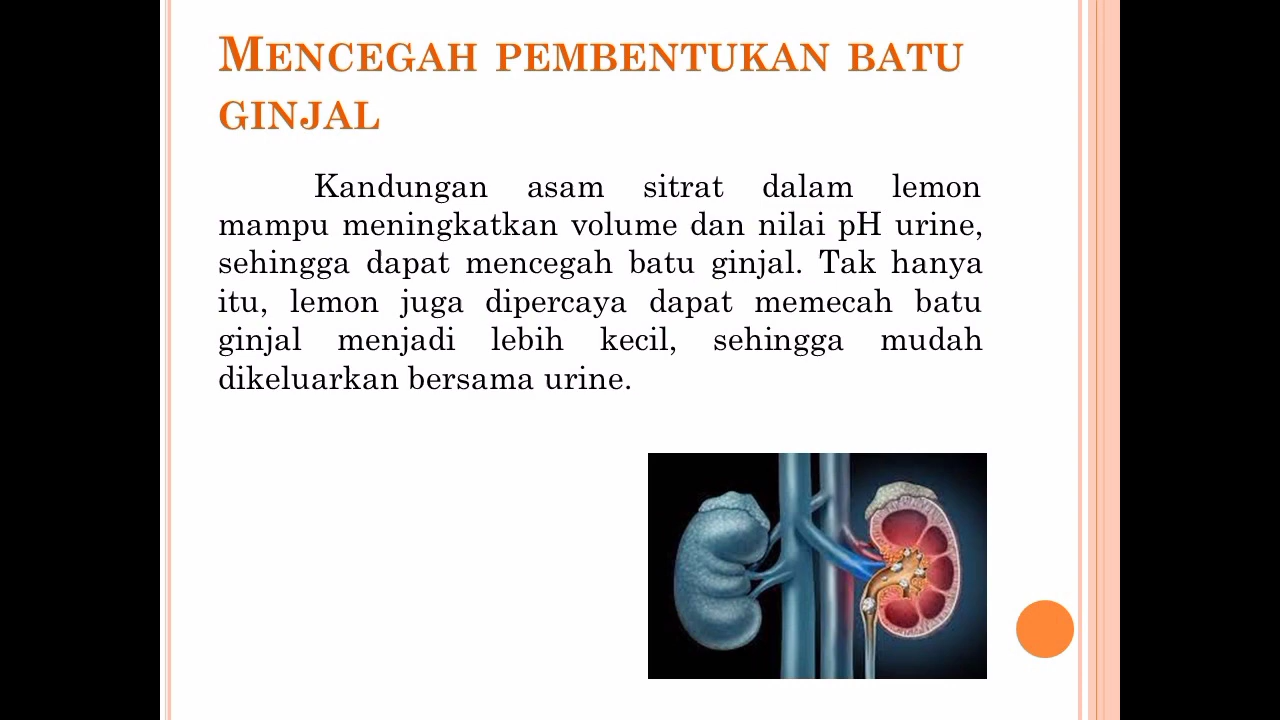 MENCEGAH PEMBENTUKAN BATU
GINJAL
Kandungan asam sitrat dalam lemon
mampu meningkatkan volume dan nilai pH urine,
sehingga dapat mencegah batu ginjal. Tak hanya
itu, lemon juga dipercaya dapat memecah batu
ginjal menjadi lebih kecil, sehingga mudah
dikeluarkan bersama urine.